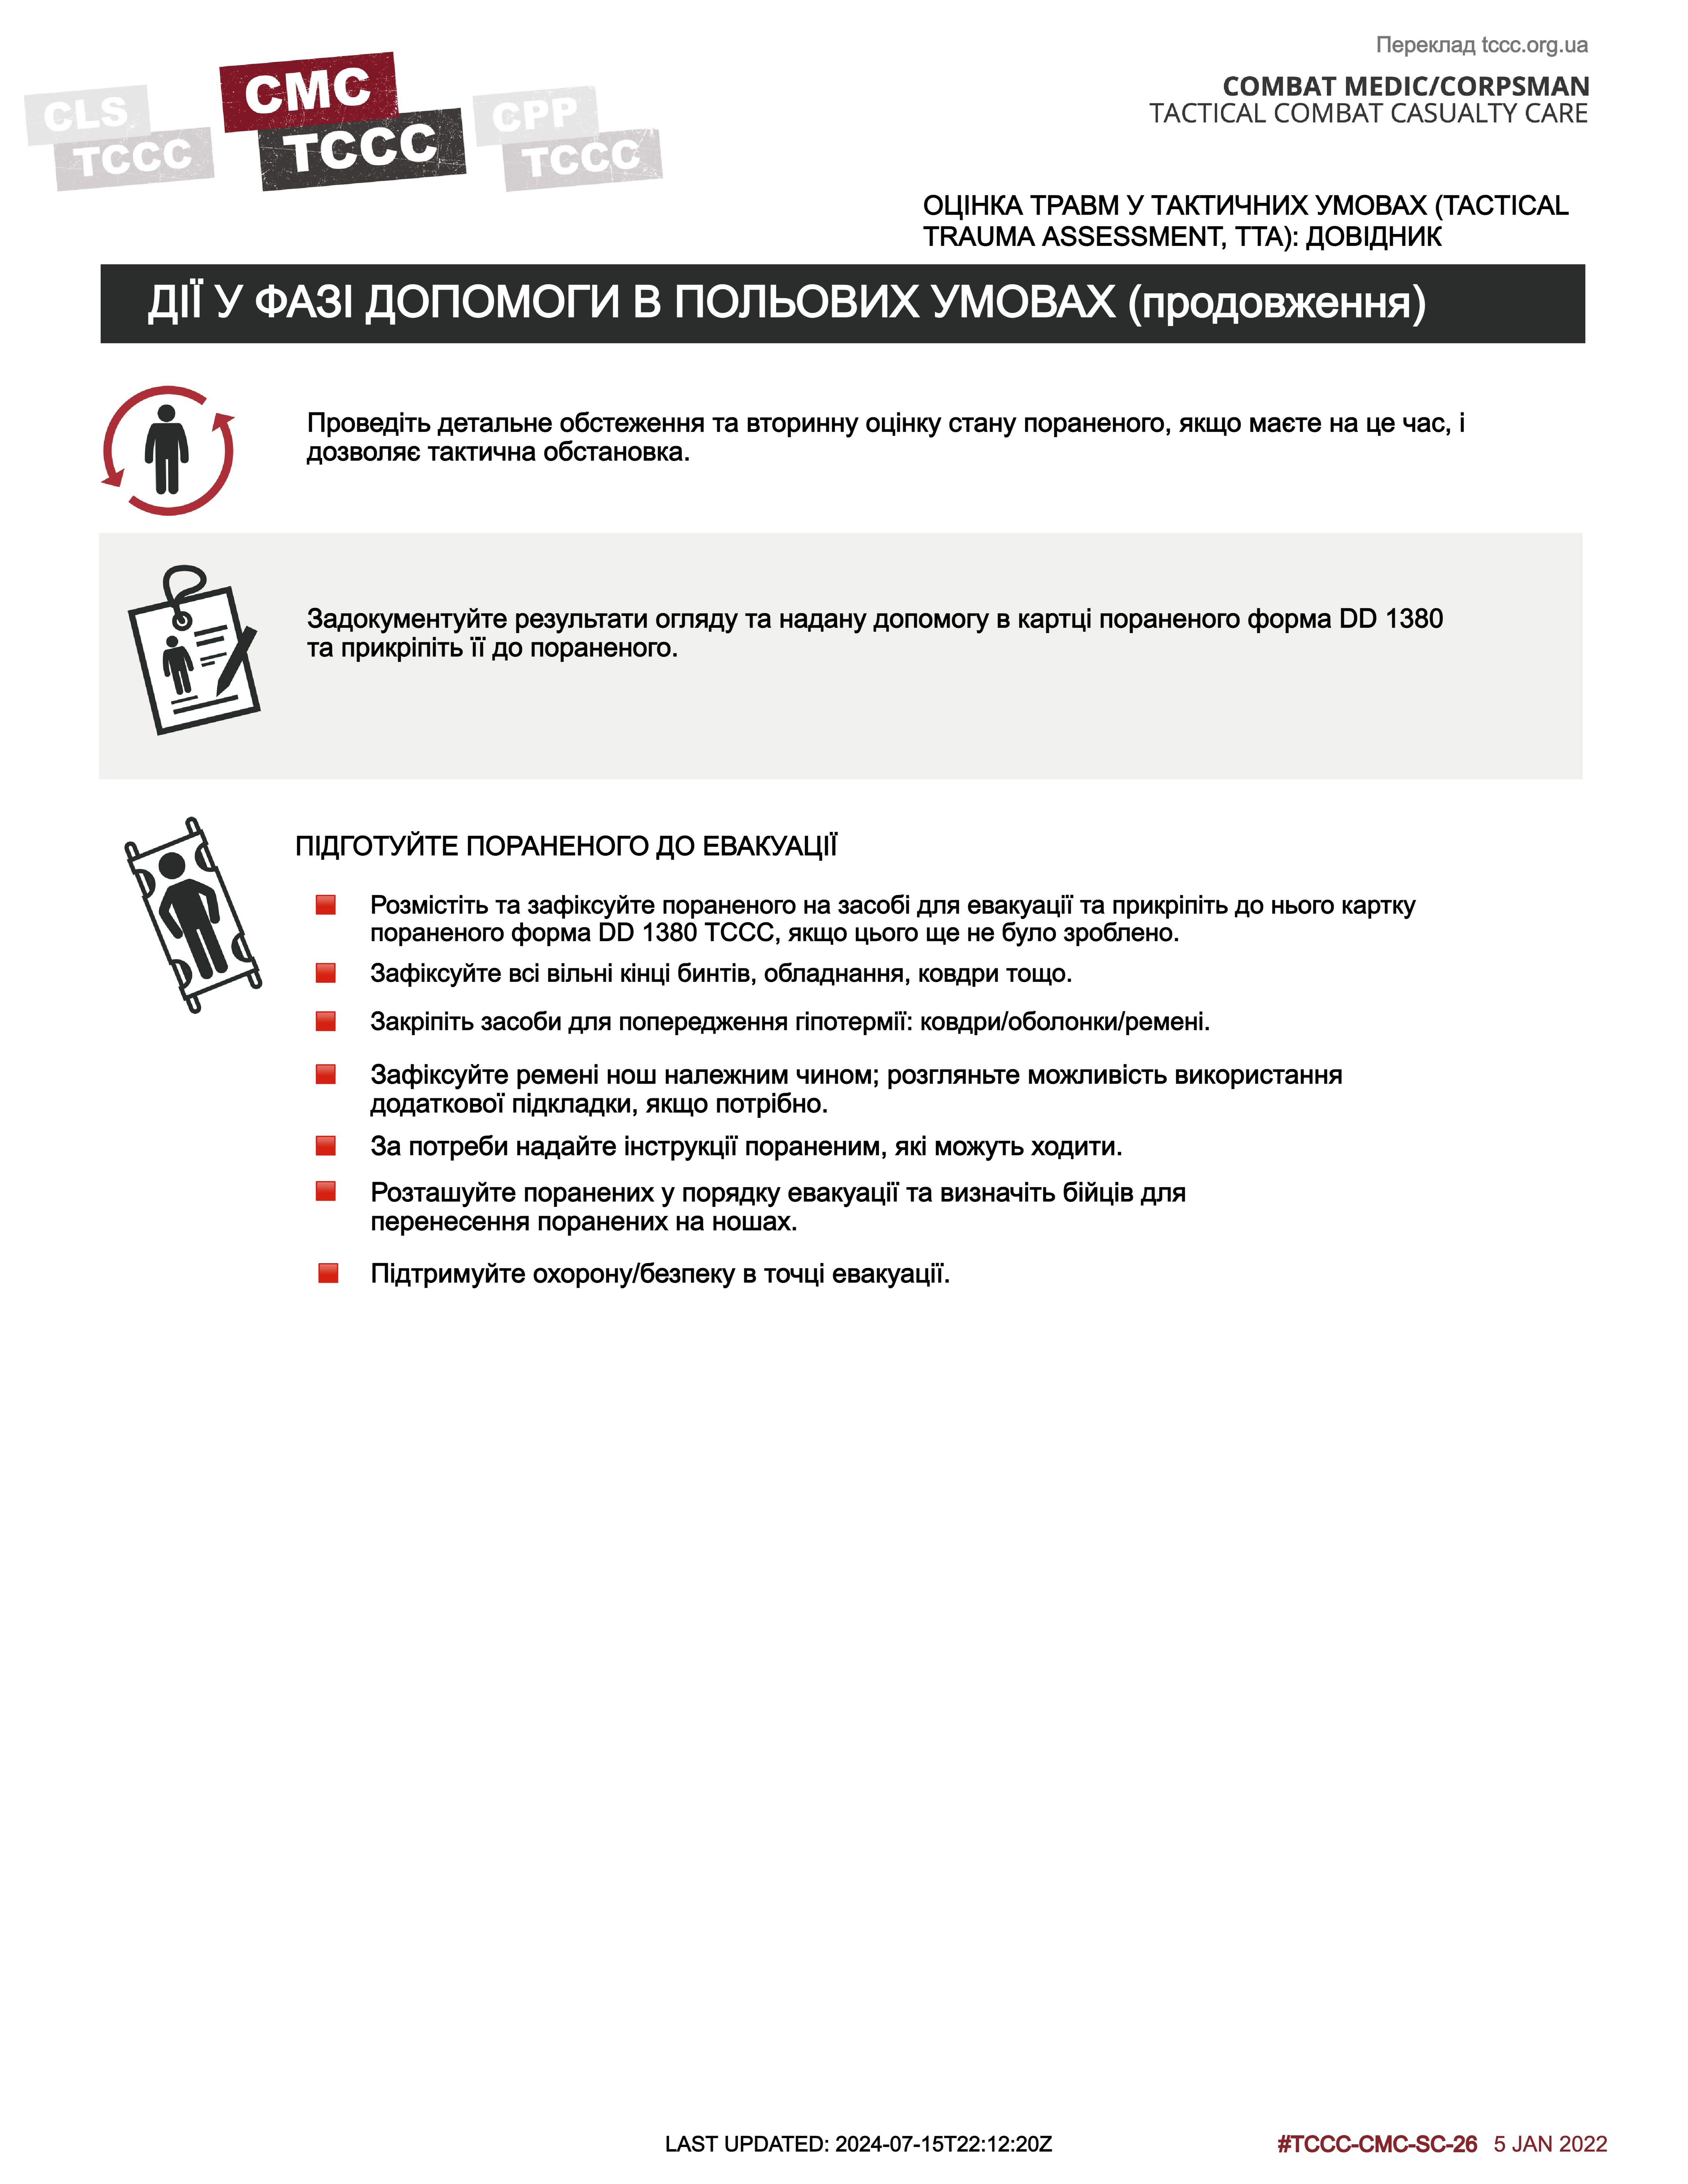 Переклад tccc.org.ua
CLS
TCCC
CMC
TCCC
CPP
TCCC
COMBAT MEDIC/CORPSMAN
TACTICAL COMBAT CASUALTY CARE
ОЦІНКА ТРАВМ У ТАКТИЧНИХ УМОВАХ (TACTICAL
TRAUMA ASSESSMENT, TTA): ДОВІДНИК
ДІЇ У ФАЗІ ДОПОМОГИ В ПОЛЬОВИХ УМОВАХ (продовження)
Проведіть детальне обстеження та вторинну оцінку стану пораненого, якщо маєте на це час, і
дозволяє тактична обстановка.
Задокументуйте результати огляду та надану допомогу в картці пораненого форма DD 1380
та прикріпіть її до пораненого.
ПІДГОТУЙТЕ ПОРАНЕНОГО ДО ЕВАКУАЦІЇ
Розмістіть та зафіксуйте пораненого на засобі для евакуації та прикріпіть до нього картку
пораненого форма DD 1380 TCCC, якщо цього ще не було зроблено.
Зафіксуйте всі вільні кінці бинтів, обладнання, ковдри тощо.
Закріпіть засоби для попередження гіпотермії: ковдри/оболонки/ремені.
Зафіксуйте ремені нош належним чином; розгляньте можливість використання
додаткової підкладки, якщо потрібно.
За потреби надайте інструкції пораненим, які можуть ходити.
Розташуйте поранених у порядку евакуації та визначіть бійців для
перенесення поранених на ношах.
Підтримуйте охорону/безпеку в точці евакуації.
LAST UPDATED: 2024-07-15T22:12:20Z
#TCCC-CMC-SC-26 5 JAN 2022